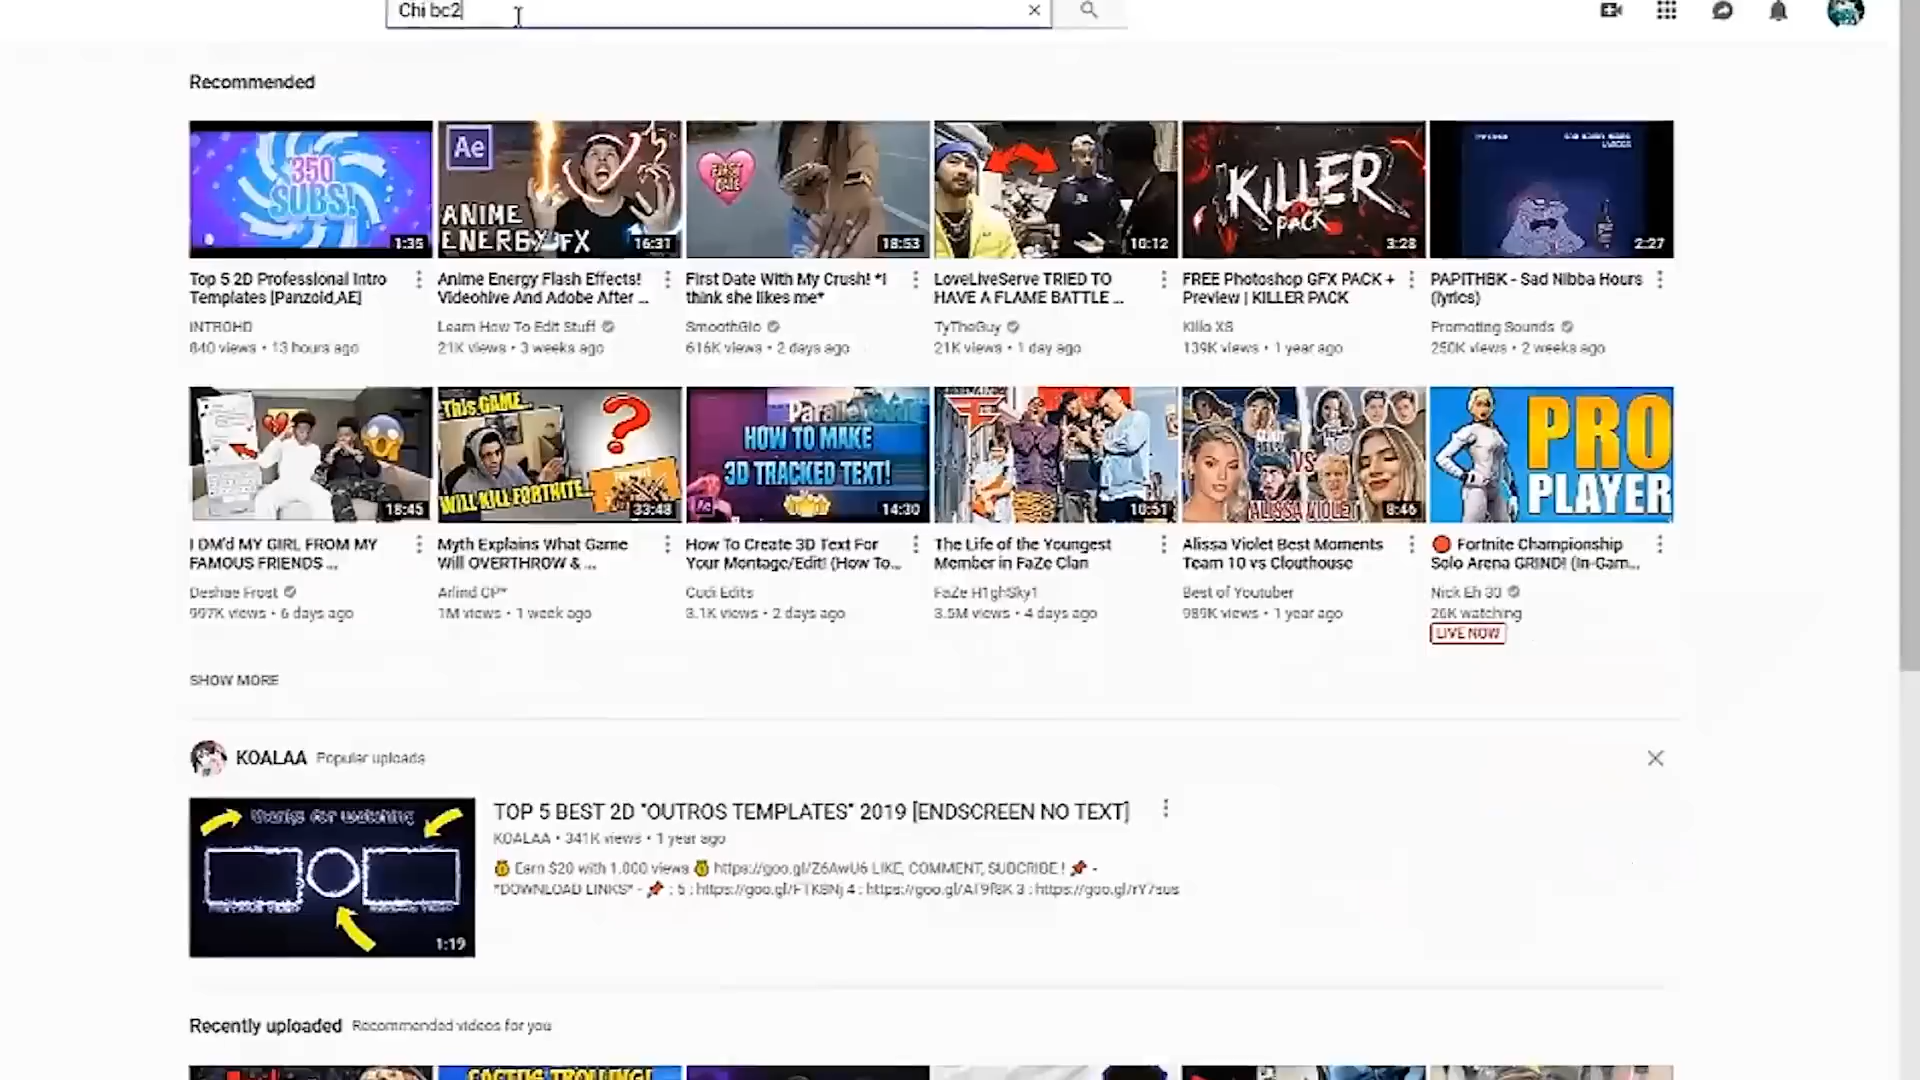 Chi bc2
Recommended
350
SUBS!
1:35
Ae
ANIME
ENERGY FX
16:31
FIRST
DATE
18:53
10:12
KILLER
PACK
3:28
2:27
Top 5 2D Professional Intro
Templates [Panzoid,AE]
INTROHD
840 views • 13 hours ago
Anime Energy Flash Effects!
Videohive And Adobe After ...
Learn How To Edit Stuff
21K views • 3 weeks ago
First Date With My Crush! *I
think she likes me*
SmoothGio
616K views • 2 days ago
LoveLiveServe TRIED TO
HAVE A FLAME BATTLE ...
TyTheGuy
21K views • 1 day ago
FREE Photoshop GFX PACK +
Preview | KILLER PACK
Killo XS
139K views • 1 year ago
PAPITHBK - Sad Nibba Hours
(lyrics)
Promoting Sounds
250K views • 2 weeks ago
18:45
This GAME..
WILL KILL FORTNITE..
33:48
HOW TO MAKE
3D TRACKED TEXT!
Ae
14:30
10:51
VS
ALISSA VIOLET
8:46
PRO
PLAYER
I DM'd MY GIRL FROM MY
FAMOUS FRIENDS ...
Deshae Frost
997K views • 6 days ago
Myth Explains What Game
Will OVERTHROW & ...
Arlind OP*
1M views • 1 week ago
How To Create 3D Text For
Your Montage/Edit! (How To...
Cudi Edits
3.1K views • 2 days ago
The Life of the Youngest
Member in FaZe Clan
FaZe H1ghSky1
3.5M views • 4 days ago
Alissa Violet Best Moments
Team 10 vs Clouthouse
Best of Youtuber
989K views • 1 year ago
Fortnite Championship
Solo Arena GRIND! (In-Gam...
Nick Eh 30
26K watching
LIVE NOW
SHOW MORE
KOALAA Popular uploads
thanks for watching
1:19
TOP 5 BEST 2D "OUTROS TEMPLATES" 2019 [ENDSCREEN NO TEXT]
KOALAA • 341K views • 1 year ago
Earn $20 with 1.000 views https://goo.gl/Z6AwU6 LIKE, COMMENT, SUBCRIBE ! -
*DOWNLOAD LINKS* - : 5 : https://goo.gl/FTK8Nj 4 : https://goo.gl/AT9f8K 3 : https://goo.gl/rY7sus
Recently uploaded Recommended videos for you
CACTUS TROLLING!